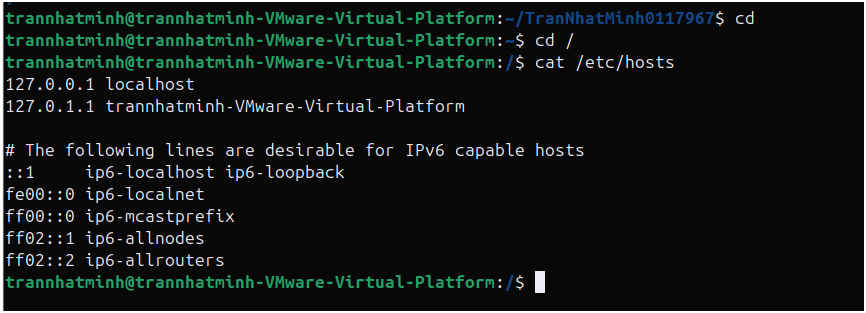 trannhatminh@trannhatminh-VMware-Virtual-Platform:~/TranNhatMinh0117967$ cd
trannhatminh@trannhatminh-VMware-Virtual-Platform:~$ cd /
trannhatminh@trannhatminh-VMware-Virtual-Platform:/$ cat /etc/hosts
127.0.0.1 localhost
127.0.1.1 trannhatminh-VMware-Virtual-Platform

# The following lines are desirable for IPv6 capable hosts
::1     ip6-localhost ip6-loopback
fe00::0 ip6-localnet
ff00::0 ip6-mcastprefix
ff02::1 ip6-allnodes
ff02::2 ip6-allrouters
trannhatminh@trannhatminh-VMware-Virtual-Platform:/$